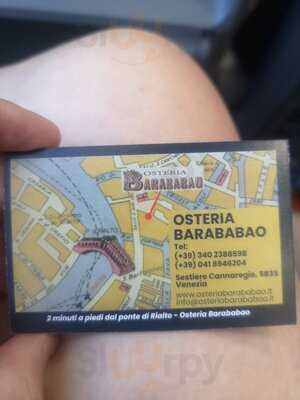 OSTERIA
BARABABAO
OSTERIA
BARABABAO
Tel:
(+39) 340 2388598
(+39) 041 8846204
Sestiere Cannaregio, 5835
Venezia
www.osteriabarababao.it
info@osteriabarababao.it
2 minuti a piedi dal ponte di Rialto - Osteria Barababao